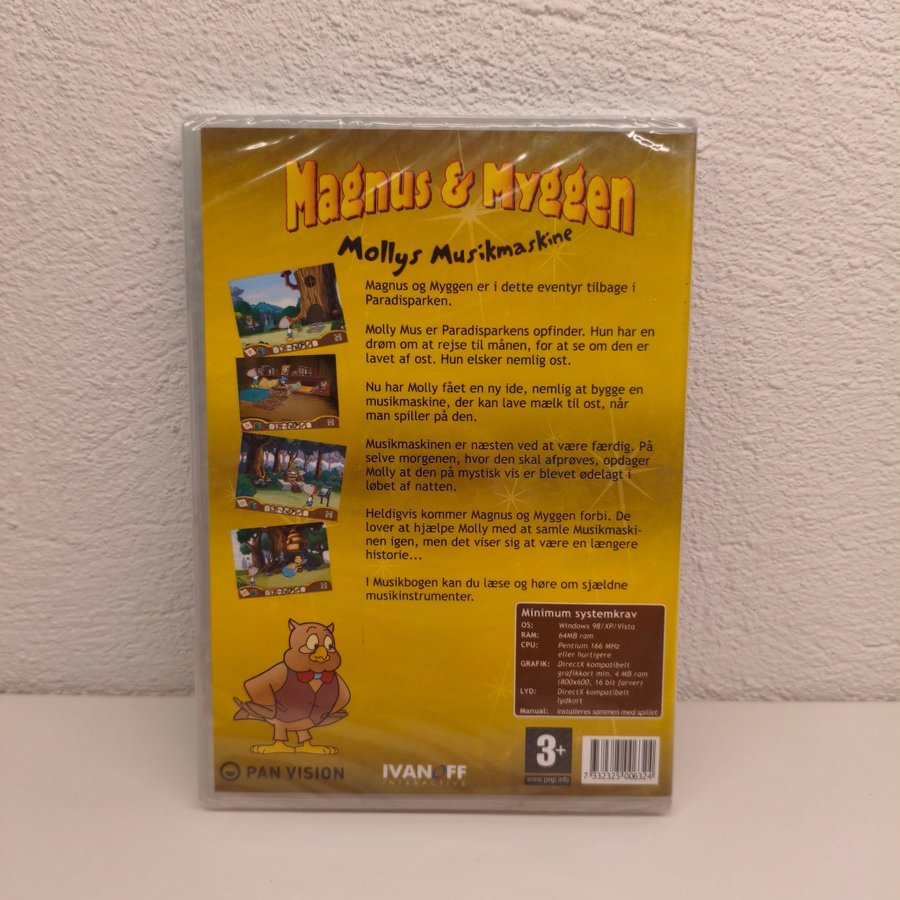 Magnus & Myggen
Mollys Musikmaskine
Magnus og Myggen er i dette eventyr tilbage i
Paradisparken.
Molly Mus er Paradisparkens opfinder. Hun har en
drøm om at rejse til månen, for at se om den er
lavet af ost. Hun elsker nemlig ost.
Nu har Molly fået en ny ide, nemlig at bygge en
musikmaskine, der kan lave mælk til ost, når
man spiller på den.
Musikmaskinen er næsten ved at være færdig. På
selve morgenen, hvor den skal afprøves, opdager
Molly at den på mystisk vis er blevet ødelagt i
løbet af natten.
Heldigvis kommer Magnus og Myggen forbi. De
lover at hjælpe Molly med at samle Musikmaski-
nen igen, men det viser sig at være en længere
historie...
I Musikbogen kan du læse og høre om sjældne
musikinstrumenter.
Minimum systemkrav
OS: Windows 98/XP/Vista
RAM: 64MB ram
CPU: Pentium 166 MHz
eller hurtigere
GRAFIK: DirectX kompatibelt
grafikkort min. 4 MB ram
(800x600, 16 bit farver)
LYD: DirectX kompatibelt
lydkort
Manual: Installeres sammen med spillet
PAN VISION
IVANOFF
INTERACTIVE
3+
www.pegi.info
7 332325 006324